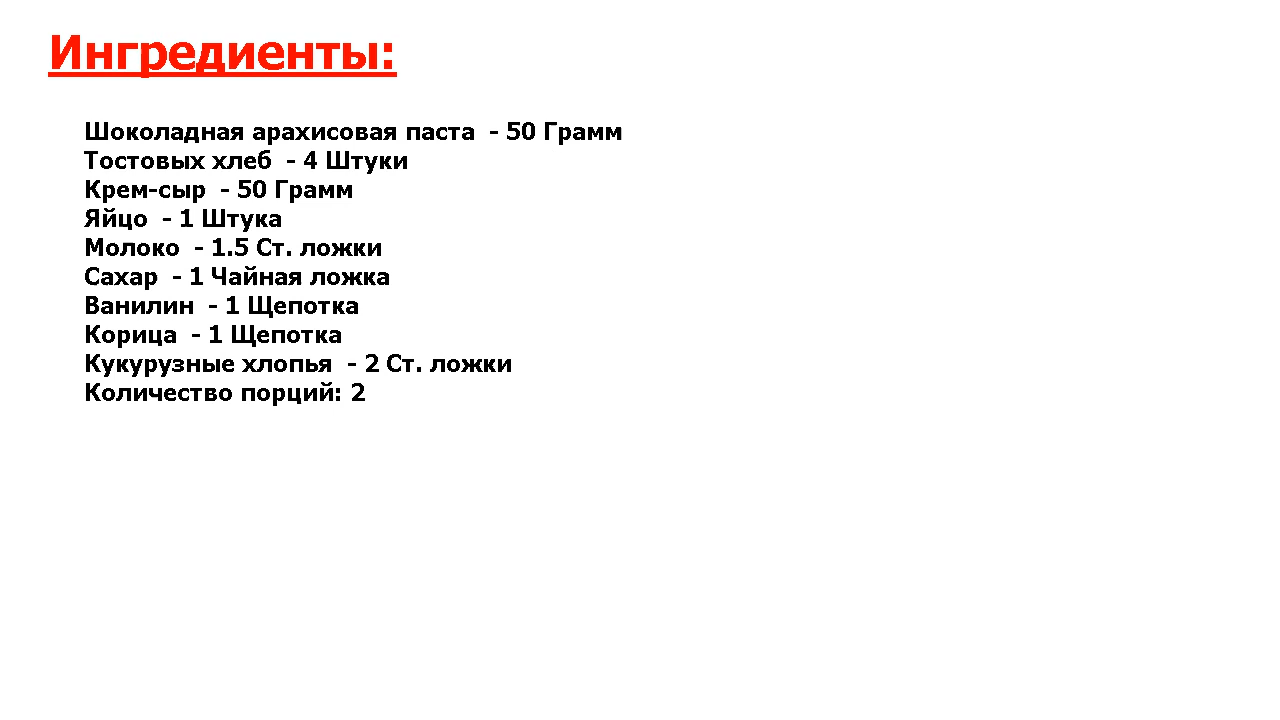 Ингредиенты:
Шоколадная арахисовая паста  - 50 Грамм
Тостовых хлеб  - 4 Штуки
Крем-сыр  - 50 Грамм
Яйцо  - 1 Штука
Молоко  - 1.5 Ст. ложки
Сахар  - 1 Чайная ложка
Ванилин  - 1 Щепотка
Корица  - 1 Щепотка
Кукурузные хлопья  - 2 Ст. ложки
Количество порций: 2